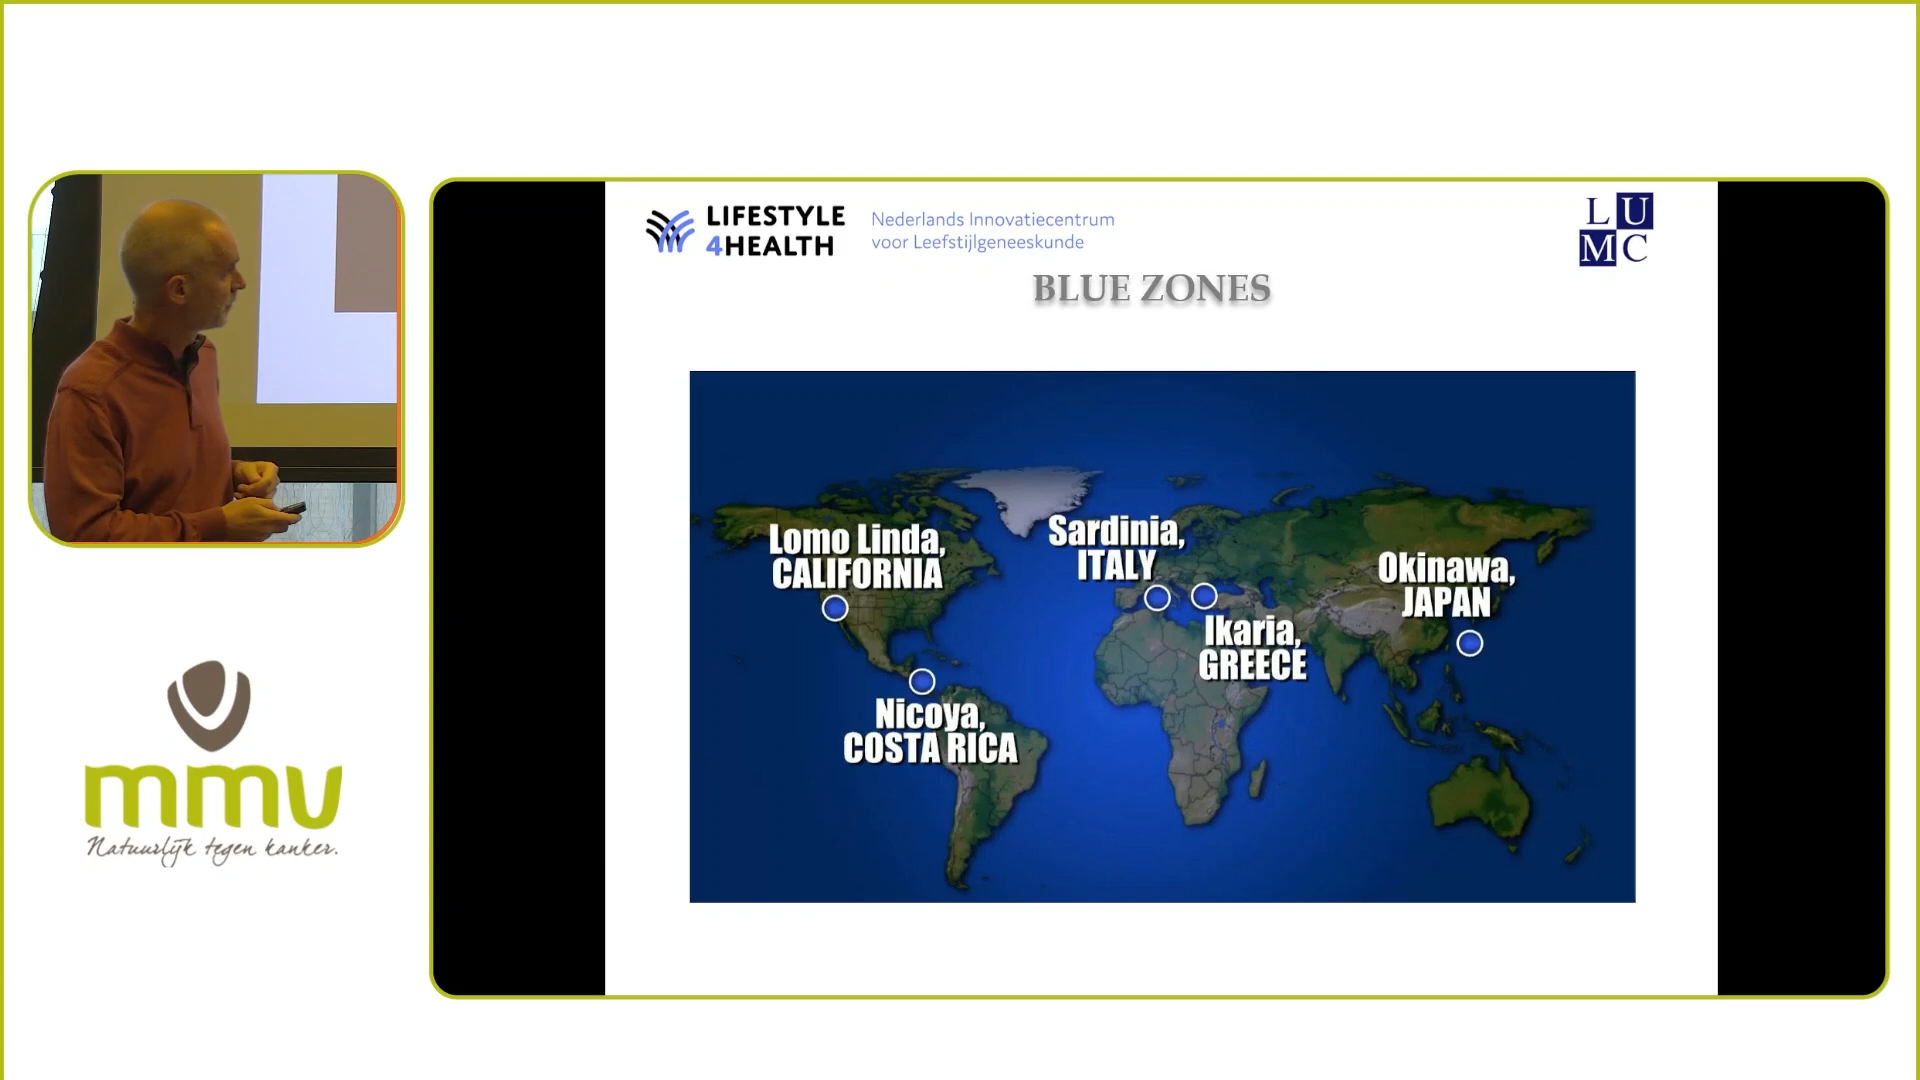 LIFESTYLE
4HEALTH
Nederlands Innovatiecentrum
voor Leefstijlgeneeskunde
L U
M C
BLUE ZONES
Lomo Linda,
CALIFORNIA
Sardinia,
ITALY
Okinawa,
JAPAN
Ikaria,
GREECE
Nicoya,
COSTA RICA
mmv
Natuurlijk tegen kanker.